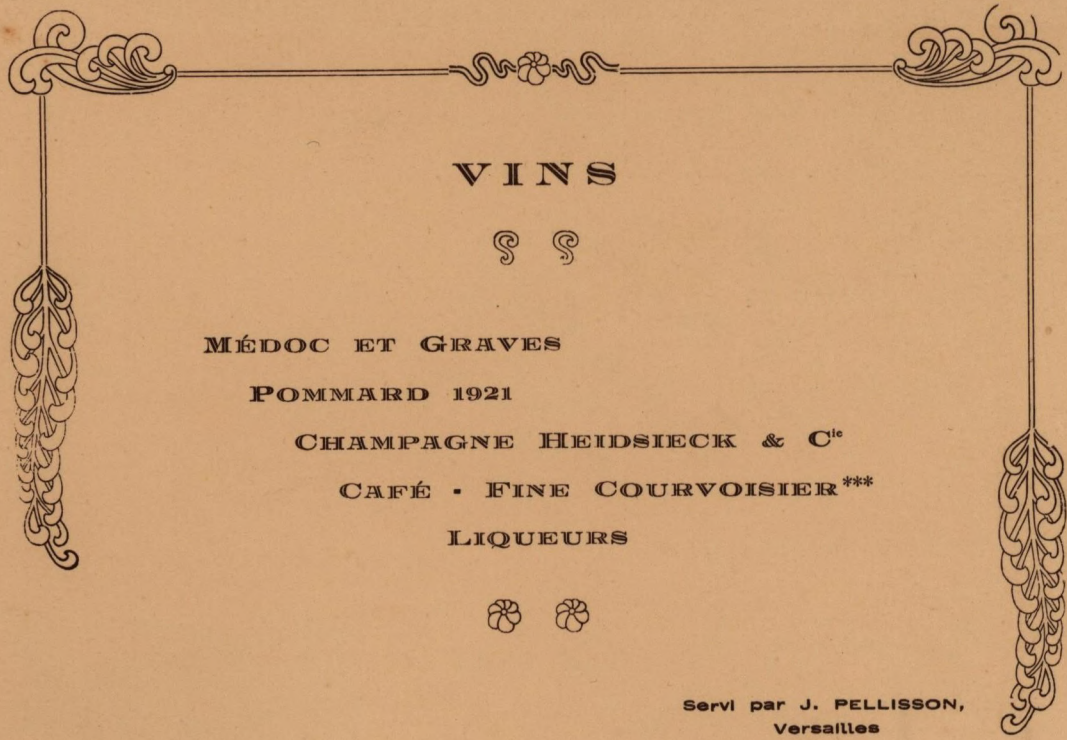 VINS
MÉDOC ET GRAVES
POMMARD 1921
CHAMPAGNE HEIDSIECK & Cie
CAFÉ - FINE COURVOISIER***
LIQUEURS
Servi par J. PELLISSON,
Versailles